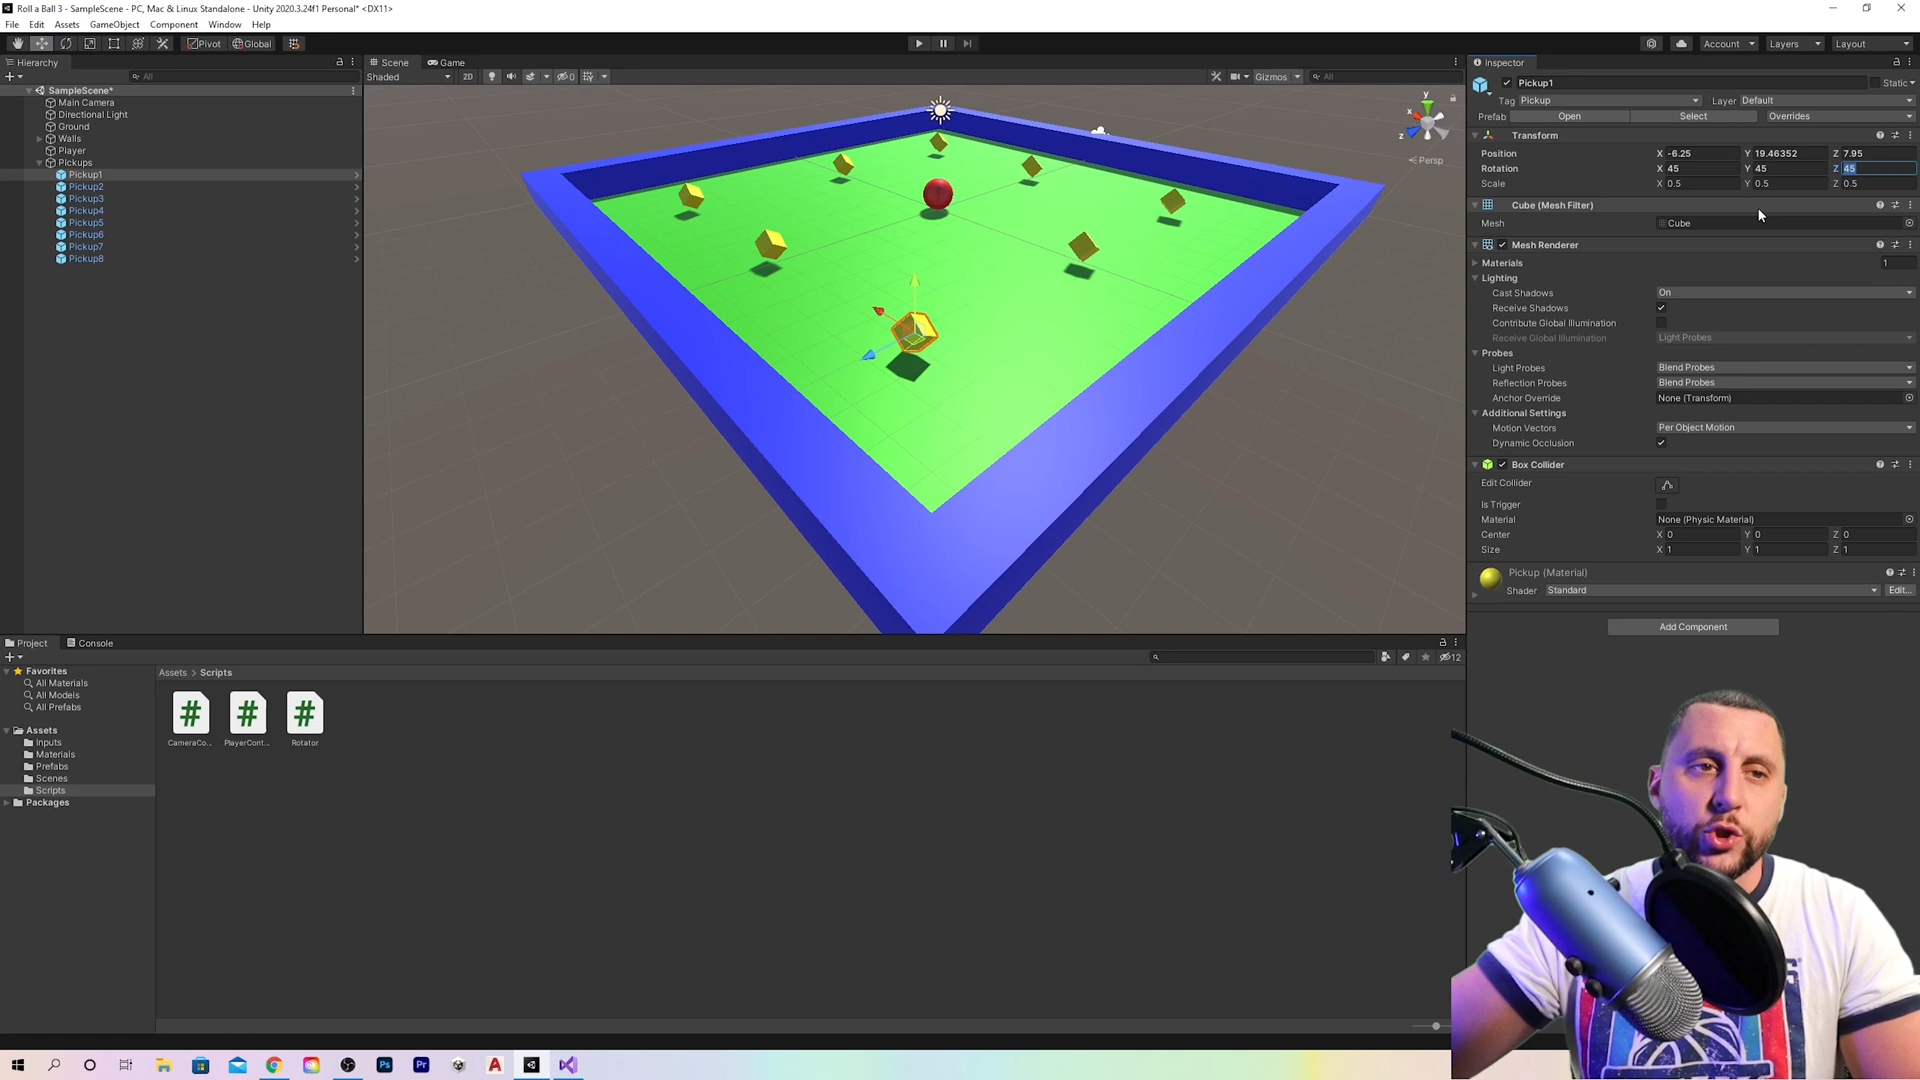 Roll a Ball 3 - SampleScene - PC, Mac & Linux Standalone - Unity 2020.3.24f1 Personal* <DX11>
File Edit Assets GameObject Component Window Help
Pivot Global Account Layers Layout
Hierarchy
All
SampleScene*
Main Camera
Directional Light
Ground
Walls
Player
Pickups
Pickup1
Pickup2
Pickup3
Pickup4
Pickup5
Pickup6
Pickup7
Pickup8
Scene Game
Shaded 2D 0 Gizmos All
y
x
z
Persp
Inspector
Pickup1 Static
Tag Pickup Layer Default
Prefab Open Select Overrides
Transform
Position X -6.25 Y 19.46352 Z 7.95
Rotation X 45 Y 45 Z 45
Scale X 0.5 Y 0.5 Z 0.5
Cube (Mesh Filter)
Mesh Cube
Mesh Renderer
Materials 1
Lighting
Cast Shadows On
Receive Shadows
Contribute Global Illumination
Receive Global Illumination Light Probes
Probes
Light Probes Blend Probes
Reflection Probes Blend Probes
Anchor Override None (Transform)
Additional Settings
Motion Vectors Per Object Motion
Dynamic Occlusion
Box Collider
Edit Collider
Is Trigger
Material None (Physic Material)
Center X 0 Y 0 Z 0
Size X 1 Y 1 Z 1
Pickup (Material)
Shader Standard Edit...
Add Component
Project Console
12
Favorites
All Materials
All Models
All Prefabs
Assets
Inputs
Materials
Prefabs
Scenes
Scripts
Packages
Assets > Scripts
# # #
CameraCo... PlayerCont... Rotator
Ps Pr A